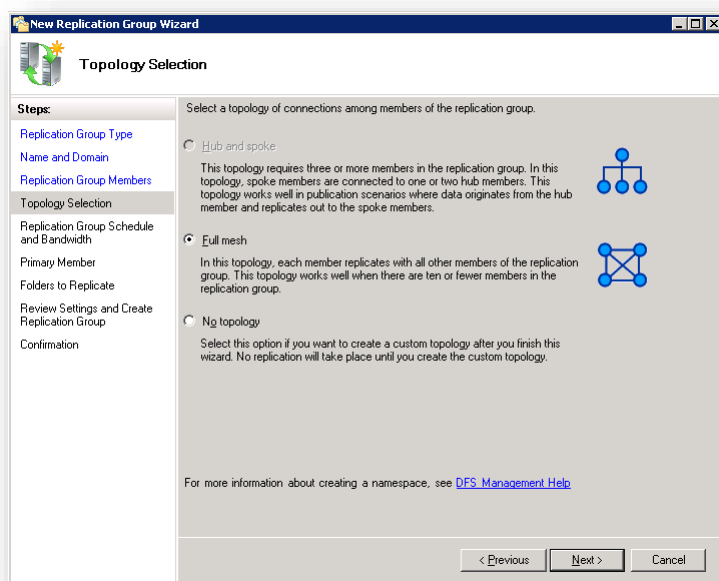 New Replication Group Wizard
Topology Selection
Steps:
Replication Group Type
Name and Domain
Replication Group Members
Topology Selection
Replication Group Schedule
and Bandwidth
Primary Member
Folders to Replicate
Review Settings and Create
Replication Group
Confirmation
Select a topology of connections among members of the replication group.
Hub and spoke
This topology requires three or more members in the replication group. In this
topology, spoke members are connected to one or two hub members. This
topology works well in publication scenarios where data originates from the hub
member and replicates out to the spoke members.
Full mesh
In this topology, each member replicates with all other members of the replication
group. This topology works well when there are ten or fewer members in the
replication group.
No topology
Select this option if you want to create a custom topology after you finish this
wizard. No replication will take place until you create the custom topology.
For more information about creating a namespace, see DFS Management Help
< Previous
Next >
Cancel